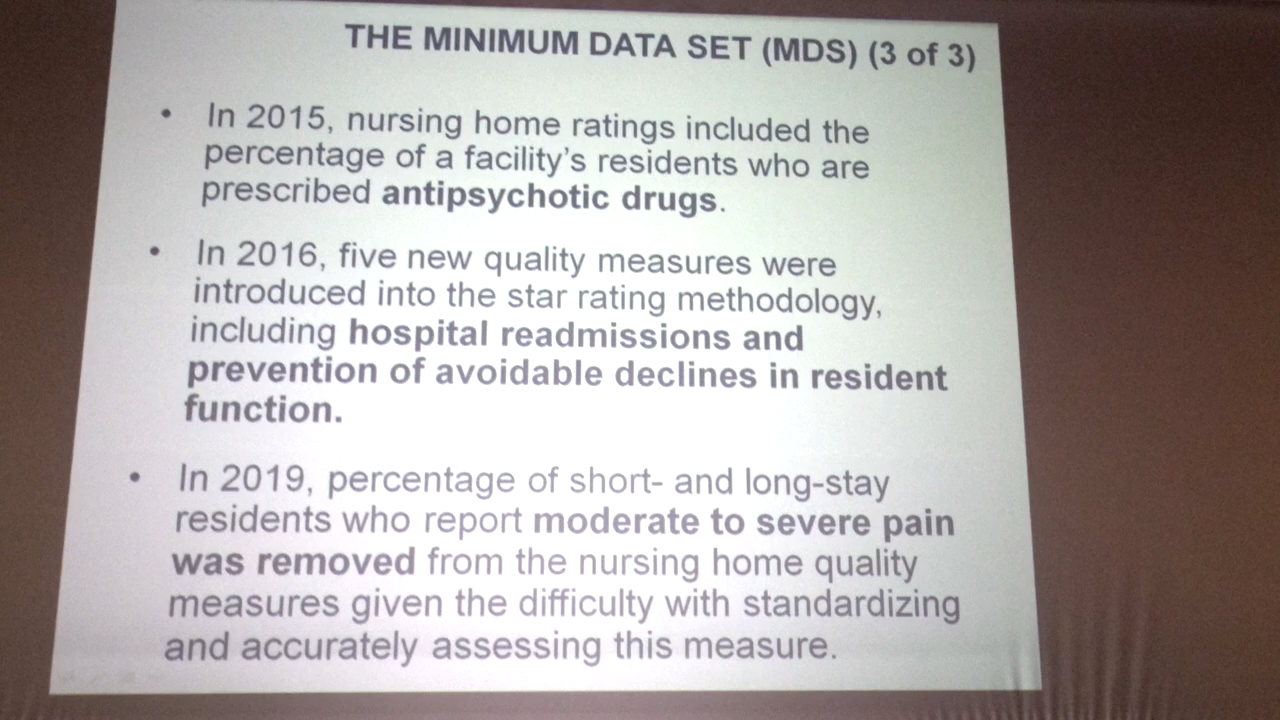 THE MINIMUM DATA SET (MDS) (3 of 3)
• In 2015, nursing home ratings included the
percentage of a facility's residents who are
prescribed antipsychotic drugs.
• In 2016, five new quality measures were
introduced into the star rating methodology,
including hospital readmissions and
prevention of avoidable declines in resident
function.
• In 2019, percentage of short- and long-stay
residents who report moderate to severe pain
was removed from the nursing home quality
measures given the difficulty with standardizing
and accurately assessing this measure.